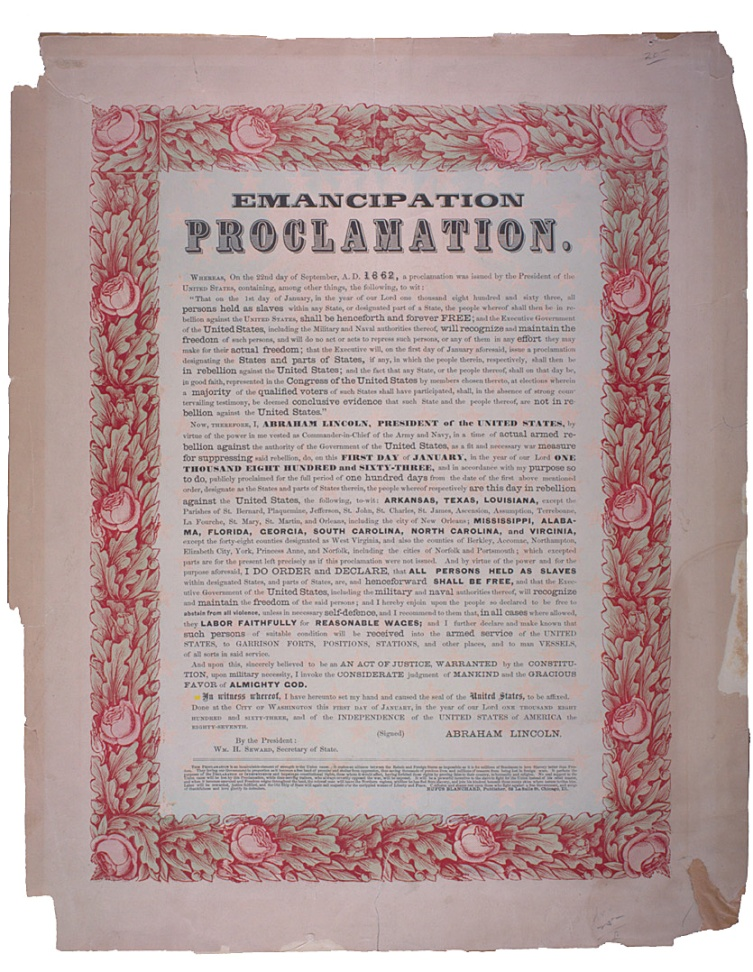 20-
EMANCIPATION
PROCLAMATION.
WHEREAS, On the 22nd day of September, A. D. 1862, a proclamation was issued by the President of the
UNITED STATES, containing, among other things, the following, to wit:
"That on the 1st day of January, in the year of our Lord one thousand eight hundred and sixty three, all
persons held as slaves within any State, or designated part of a State, the people whereof shall then be in re-
bellion against the UNITED STATES, shall be henceforth and forever FREE; and the Executive Government
of the United States, including the Military and Naval authorities thereof, will recognize and maintain the
freedom of such persons, and will do no act or acts to repress such persons, or any of them in any effort they may
make for their actual freedom; that the Executive will, on the first day of January aforesaid, issue a proclamation
designating the States and parts of States, if any, in which the people therein, respectively, shall then be
in rebellion against the United States; and the fact that any State, or the people thereof, shall on that day be,
in good faith, represented in the Congress of the United States by members chosen thereto, at elections wherein
a majority of the qualified voters of such States shall have participated, shall, in the absence of strong coun
tervailing testimony, be deemed conclusive evidence that such State and the people thereof, are not in re
bellion against the United States."
NOW, THEREFORE, I, ABRAHAM LINCOLN, PRESIDENT of the UNITED STATES, by
virtue of the power in me vested as Commander-in-Chief of the Army and Navy, in a time of actual armed re-
bellion against the authority of the Government of the United States, as a fit and necessary war measure
for suppressing said rebellion, do, on this FIRST DAY of JANUARY, in the year of our Lord ONE
THOUSAND EIGHT HUNDRED and SIXTY-THREE, and in accordance with my purpose so
to do, publicly proclaimed for the full period of one hundred days from the date of the first above mentioned
order, designate as the States and parts of States therein, the people whereof respectively are this day in rebellion
against the United States, the following, to-wit: ARKANSAS, TEXAS, LOUISIANA, except the
Parishes of St. Bernard, Plaquemine, Jefferson, St. John, St. Charles, St. James, Ascension, Assumption, Terrebonne,
La Fourche, St. Mary, St. Martin, and Orleans, including the city of New Orleans; MISSISSIPPI, ALABA-
MA, FLORIDA, GEORGIA, SOUTH CAROLINA, NORTH CAROLINA, and VIRGINIA,
except the forty-eight counties designated as West Virginia, and also the counties of Berkley, Accomac, Northampton,
Elizabeth City, York, Princess Anne, and Norfolk, including the cities of Norfolk and Portsmouth; which excepted
parts are for the present left precisely as if this proclamation were not issued. And by virtue of the power and for the
purpose aforesaid, I DO ORDER and DECLARE, that ALL PERSONS HELD AS SLAVES
within designated States, and parts of States, are, and henceforward SHALL BE FREE, and that the Exec-
utive Government of the United States, including the military and naval authorities thereof, will recognize
and maintain the freedom of the said persons; and I hereby enjoin upon the people so declared to be free to
abstain from all violence, unless in necessary self-defence, and I recommend to them that, in all cases where allowed,
they LABOR FAITHFULLY for REASONABLE WAGES; and I further declare and make known that
such persons of suitable condition will be received into the armed service of the UNITED
STATES, to GARRISON FORTS, POSITIONS, STATIONS, and other places, and to man VESSELS,
of all sorts in said service.
And upon this, sincerely believed to be an AN ACT OF JUSTICE, WARRANTED by the CONSTITU-
TION, upon military necessity, I invoke the CONSIDERATE judgment of MANKIND and the GRACIOUS
FAVOR of ALMIGHTY GOD.
In witness whereof, I have hereunto set my hand and caused the seal of the United States, to be affixed.
Done at the CITY OF WASHINGTON this FIRST DAY of JANUARY, in the year of our Lord ONE THOUSAND EIGHT
HUNDRED and SIXTY-THREE, and of the INDEPENDENCE of the UNITED STATES of AMERICA the
EIGHTY-SEVENTH.
(Signed) ABRAHAM LINCOLN.
By the President;
WM. H. SEWARD, Secretary of State.
RUFUS BLANCHARD, Publisher, 52 La Salle St. Chicago, Ill.